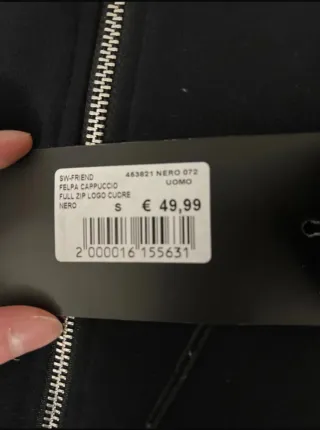 SW-FRIEND 463621 NERO 072
FELPA CAPPUCCIO UOMO
FULL ZIP LOGO CUORE
NERO S € 49,99
2 000016 155631